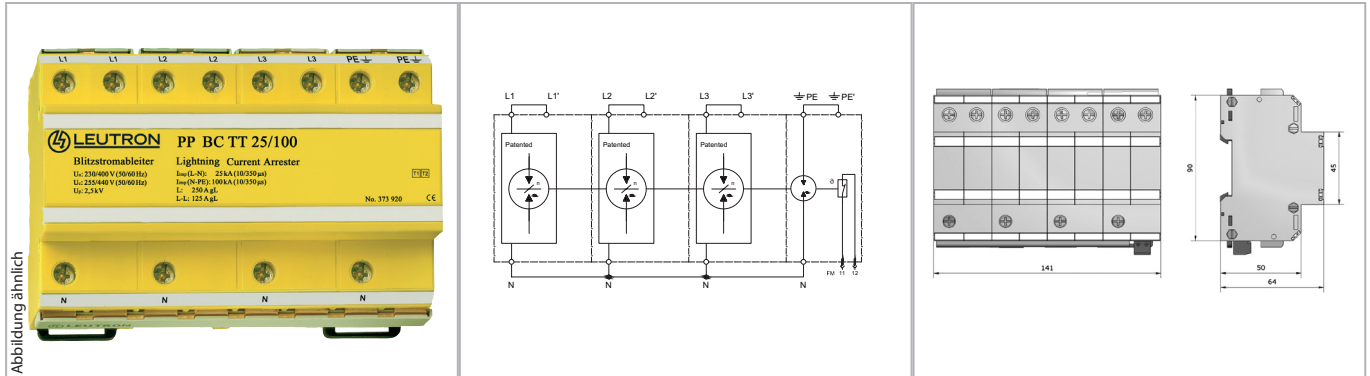 L1 L1 L2 L2 L3 L3 PE PE
LEUTRON PP BC TT 25/100
Blitzstromableiter Lightning Current Arrester
Uₙ: 230/400 V (50/60 Hz) Iimp (L-N): 25 kA (10/350 µs)
U꜀: 255/440 V (50/60 Hz) Iimp (N-PE): 100 kA (10/350 µs)
Uₚ: 2,5 kV L: 250 A gL
L-L: 125 A gL
T1 T2
No. 373 920 CE
N N N N
LEUTRON
Abbildung ähnlich
L1 L1' L2 L2' L3 L3' PE PE'
Patented Patented Patented
n n n
ϑ
FM 11 12
N N N N
90
45
141
50
64